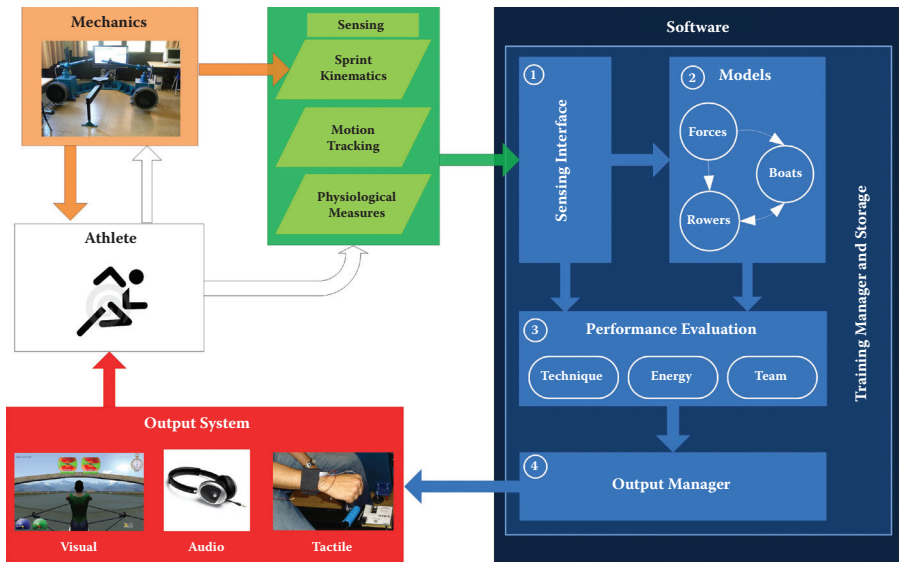 Mechanics
Sensing
Sprint
Kinematics
Motion
Tracking
Physiological
Measures
Athlete
Output System
Visual
Audio
Tactile
Software
1
Sensing Interface
2
Models
Forces
Boats
Rowers
3
Performance Evaluation
Technique
Energy
Team
4
Output Manager
Training Manager and Storage